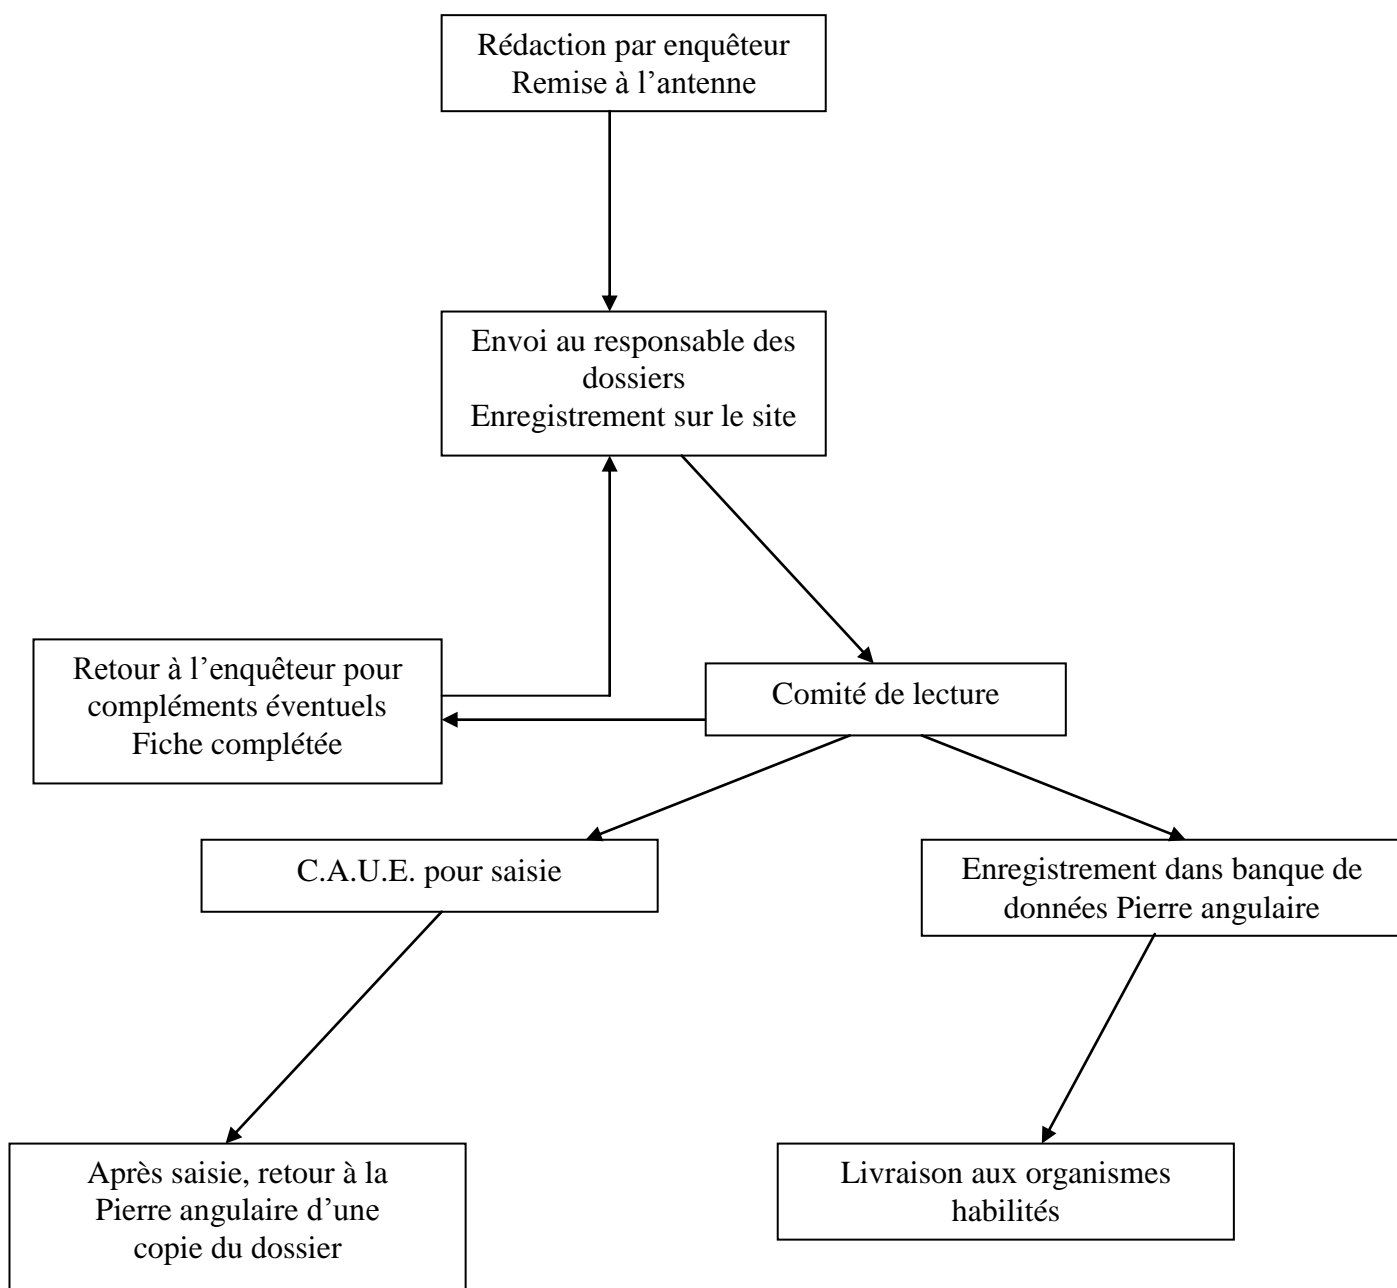 Rédaction par enquêteur
Remise à l’antenne
Envoi au responsable des
dossiers
Enregistrement sur le site
Retour à l’enquêteur pour
compléments éventuels
Fiche complétée
Comité de lecture
C.A.U.E. pour saisie
Enregistrement dans banque de
données Pierre angulaire
Après saisie, retour à la
Pierre angulaire d’une
copie du dossier
Livraison aux organismes
habilités